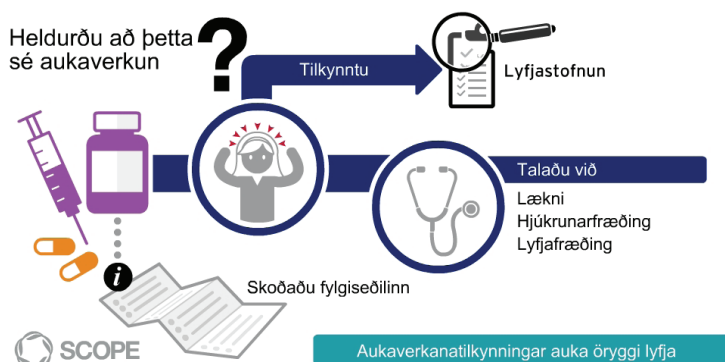 Heldurðu að þetta
sé aukaverkun
?
Tilkynntu
Lyfjastofnun
Talaðu við
Lækni
Hjúkrunarfræðing
Lyfjafræðing
i
Skoðaðu fylgiseðilinn
SCOPE
Aukaverkanatilkynningar auka öryggi lyfja